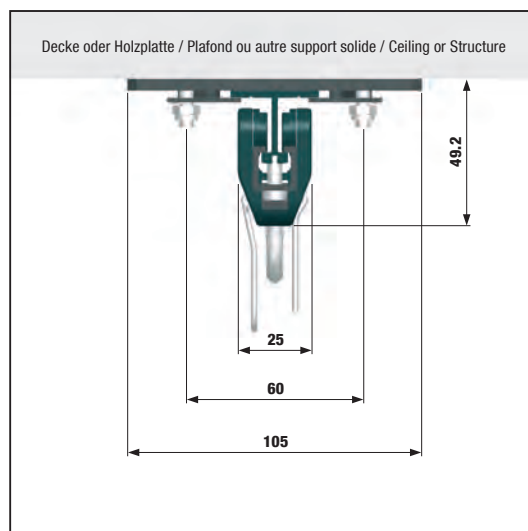 Decke oder Holzplatte / Plafond ou autre support solide / Ceiling or Structure
49.2
25
60
105